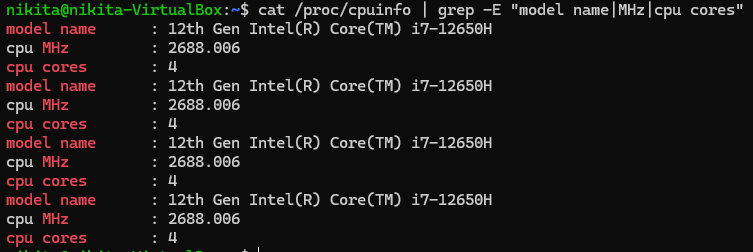 nikita@nikita-VirtualBox:~$ cat /proc/cpuinfo | grep -E "model name|MHz|cpu cores"
model name      : 12th Gen Intel(R) Core(TM) i7-12650H
cpu MHz         : 2688.006
cpu cores       : 4
model name      : 12th Gen Intel(R) Core(TM) i7-12650H
cpu MHz         : 2688.006
cpu cores       : 4
model name      : 12th Gen Intel(R) Core(TM) i7-12650H
cpu MHz         : 2688.006
cpu cores       : 4
model name      : 12th Gen Intel(R) Core(TM) i7-12650H
cpu MHz         : 2688.006
cpu cores       : 4
nikita@nikita-VirtualBox:~$